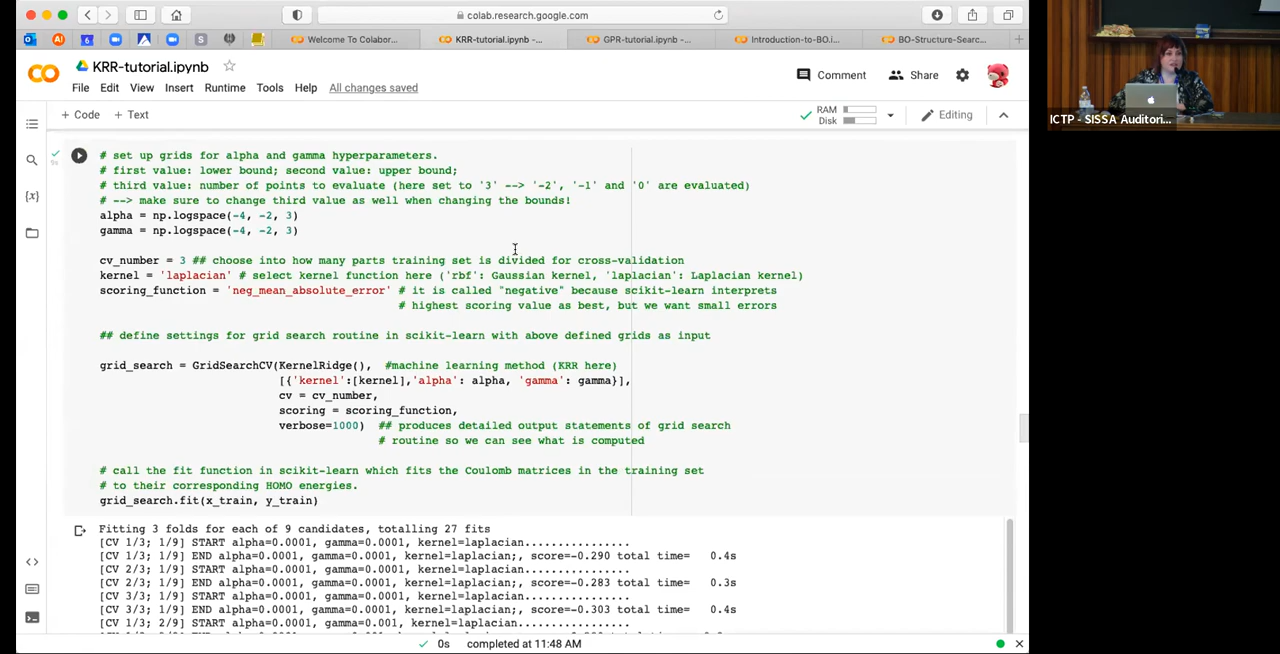 colab.research.google.com
6
S
Welcome To Colabor...
KRR-tutorial.ipynb -...
GPR-tutorial.ipynb -...
Introduction-to-BO.i...
BO-Structure-Searc...
KRR-tutorial.ipynb
File Edit View Insert Runtime Tools Help All changes saved
Comment Share
+ Code + Text
RAM
Disk
Editing
# set up grids for alpha and gamma hyperparameters.
# first value: lower bound; second value: upper bound;
# third value: number of points to evaluate (here set to '3' --> '-2', '-1' and '0' are evaluated)
# --> make sure to change third value as well when changing the bounds!
alpha = np.logspace(-4, -2, 3)
gamma = np.logspace(-4, -2, 3)
cv_number = 3 ## choose into how many parts training set is divided for cross-validation
kernel = 'laplacian' # select kernel function here ('rbf': Gaussian kernel, 'laplacian': Laplacian kernel)
scoring_function = 'neg_mean_absolute_error' # it is called "negative" because scikit-learn interprets
# highest scoring value as best, but we want small errors
## define settings for grid search routine in scikit-learn with above defined grids as input
grid_search = GridSearchCV(KernelRidge(), #machine learning method (KRR here)
[{'kernel':[kernel],'alpha': alpha, 'gamma': gamma}],
cv = cv_number,
scoring = scoring_function,
verbose=1000) ## produces detailed output statements of grid search
# routine so we can see what is computed
# call the fit function in scikit-learn which fits the Coulomb matrices in the training set
# to their corresponding HOMO energies.
grid_search.fit(x_train, y_train)
Fitting 3 folds for each of 9 candidates, totalling 27 fits
[CV 1/3; 1/9] START alpha=0.0001, gamma=0.0001, kernel=laplacian................
[CV 1/3; 1/9] END alpha=0.0001, gamma=0.0001, kernel=laplacian;, score=-0.290 total time= 0.4s
[CV 2/3; 1/9] START alpha=0.0001, gamma=0.0001, kernel=laplacian................
[CV 2/3; 1/9] END alpha=0.0001, gamma=0.0001, kernel=laplacian;, score=-0.283 total time= 0.3s
[CV 3/3; 1/9] START alpha=0.0001, gamma=0.0001, kernel=laplacian................
[CV 3/3; 1/9] END alpha=0.0001, gamma=0.0001, kernel=laplacian;, score=-0.303 total time= 0.4s
0s completed at 11:48 AM
ICTP - SISSA Auditori...